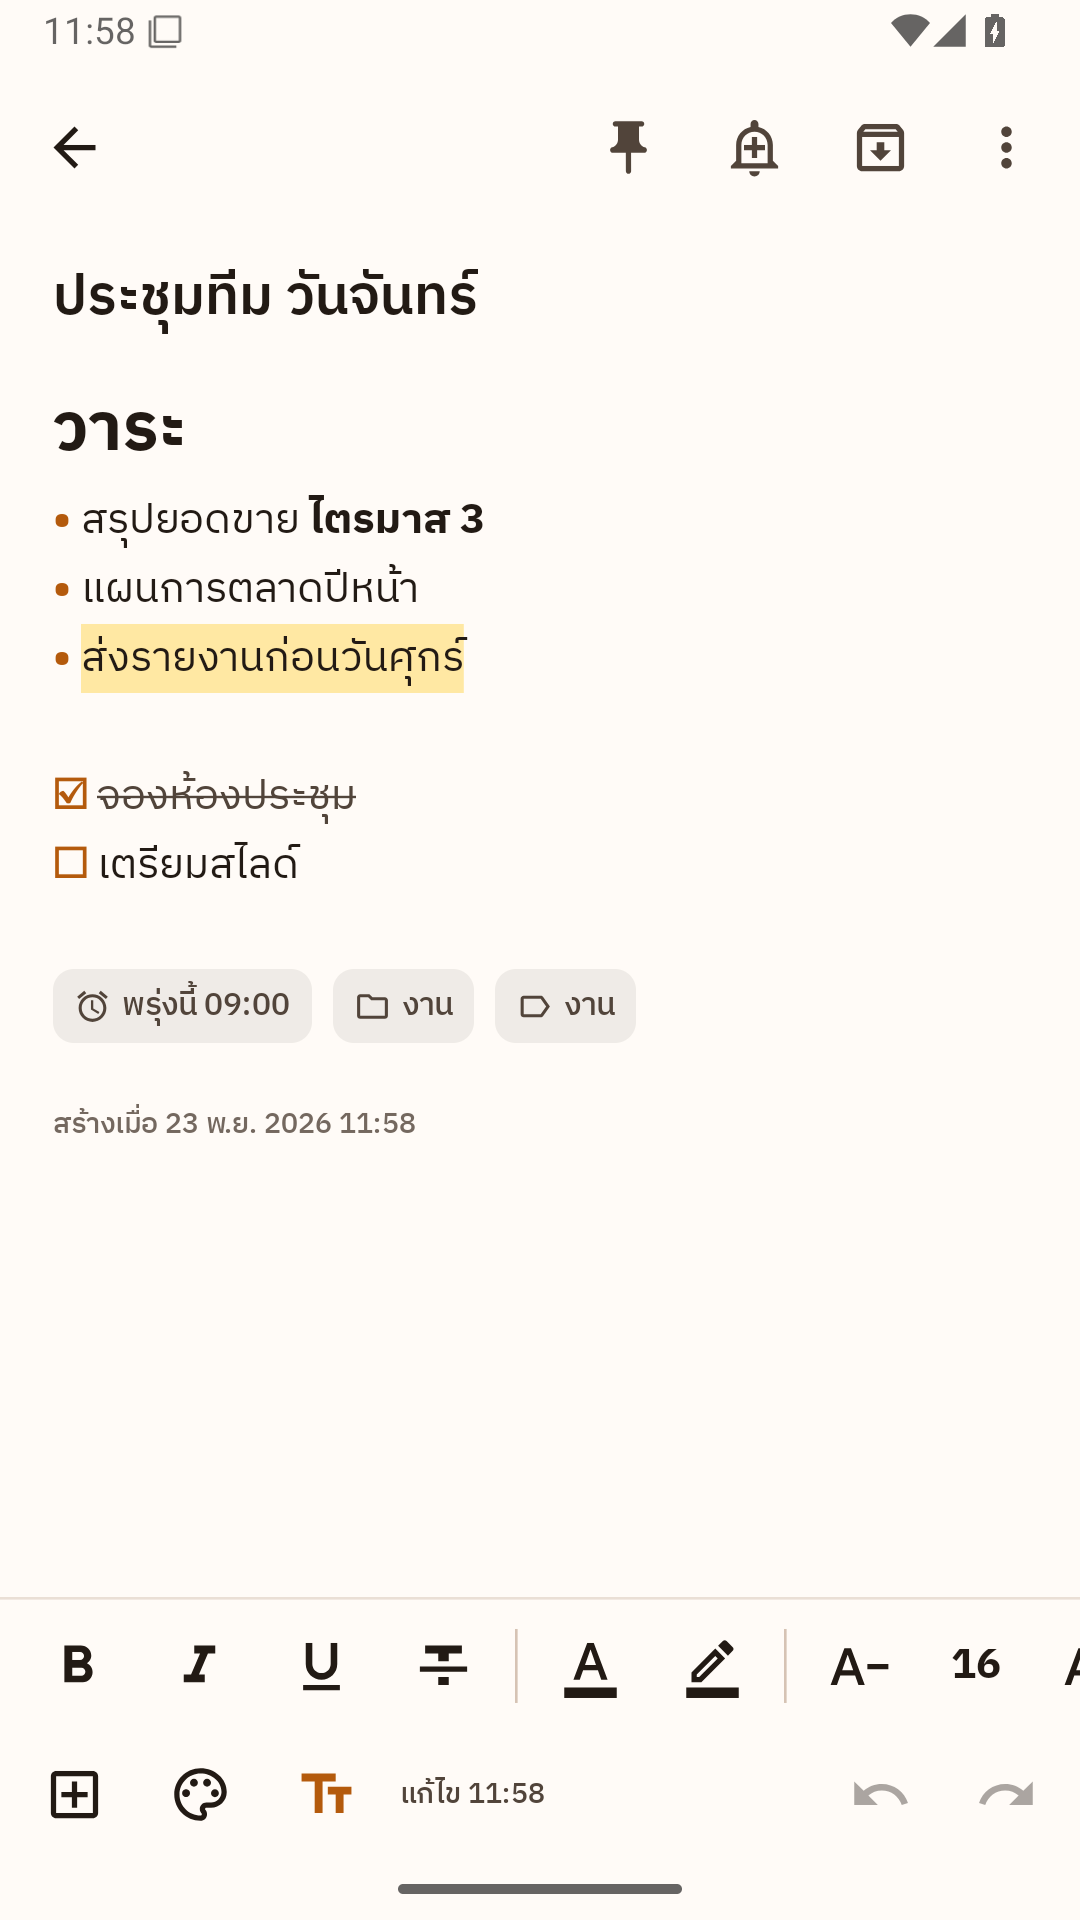 11:58
ประชุมทีม วันจันทร์
วาระ
• สรุปยอดขาย ไตรมาส 3
• แผนการตลาดปีหน้า
• ส่งรายงานก่อนวันศุกร์
☑ จองห้องประชุม
☐ เตรียมสไลด์
พรุ่งนี้ 09:00 งาน งาน
สร้างเมื่อ 23 พ.ย. 2026 11:58
B I U T A A− 16 A
Tт แก้ไข 11:58